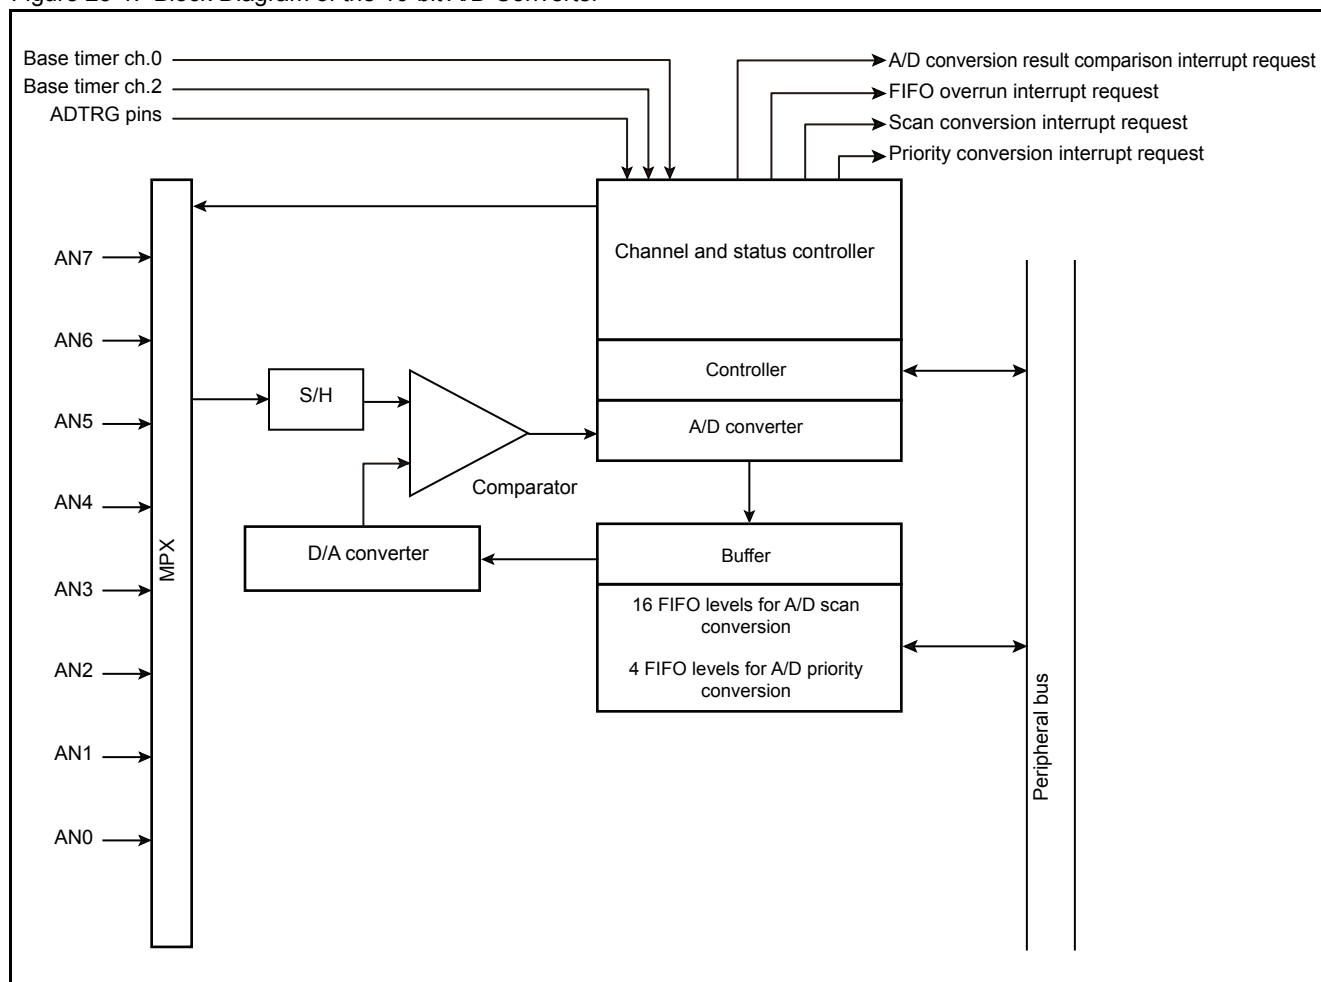 Base timer ch.0
Base timer ch.2
ADTRG pins
A/D conversion result comparison interrupt request
FIFO overrun interrupt request
Scan conversion interrupt request
Priority conversion interrupt request
Channel and status controller
AN7
AN6
AN5
AN4
AN3
AN2
AN1
AN0
MPX
S/H
Comparator
D/A converter
Controller
A/D converter
Buffer
16 FIFO levels for A/D scan
conversion
4 FIFO levels for A/D priority
conversion
Peripheral bus